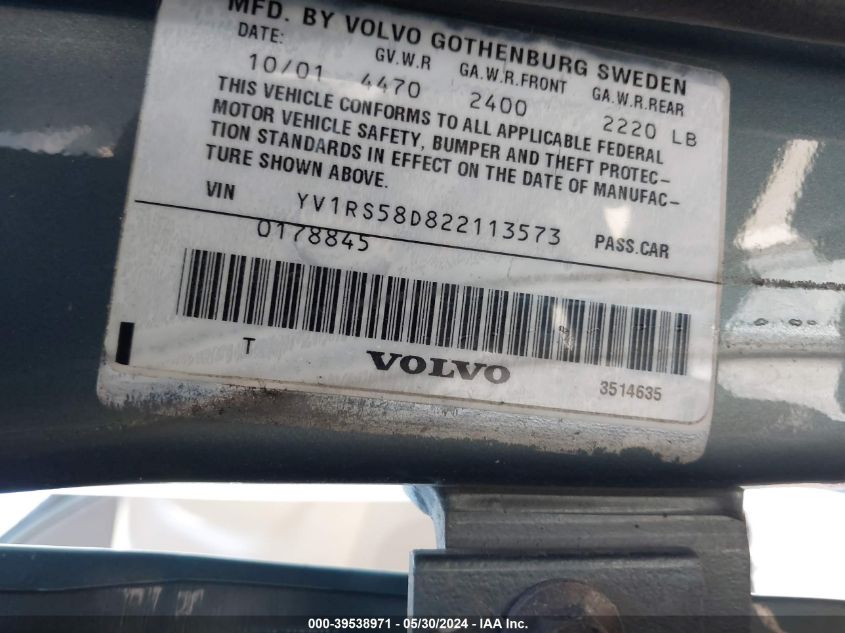 MFD. BY VOLVO GOTHENBURG SWEDEN
DATE: GV.W.R GA.W.R.FRONT GA.W.R.REAR
10/01 4470 2400 2220 LB
THIS VEHICLE CONFORMS TO ALL APPLICABLE FEDERAL
MOTOR VEHICLE SAFETY, BUMPER AND THEFT PROTEC-
TION STANDARDS IN EFFECT ON THE DATE OF MANUFAC-
TURE SHOWN ABOVE.
VIN YV1RS58D822113573 PASS.CAR
0178845
T VOLVO 3514635
000-39538971 — 05/30/2024 — IAA, Inc.